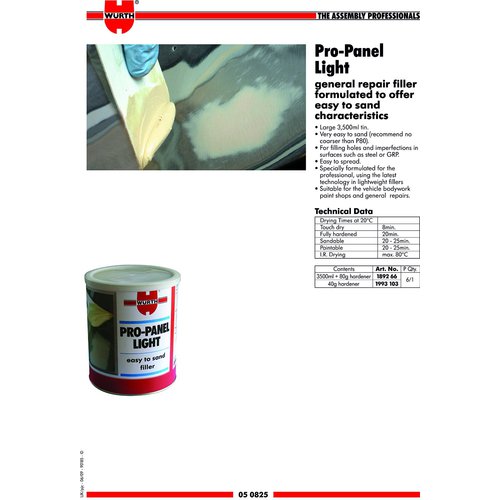 WÜRTH
®
THE ASSEMBLY PROFESSIONALS
Pro-Panel
Light
general repair filler
formulated to offer
easy to sand
characteristics
• Large 3,500ml tin.
• Very easy to sand (recommend no
coarser than P80).
• For filling holes and imperfections in
surfaces such as steel or GRP.
• Easy to spread.
• Specially formulated for the
professional, using the latest
technology in lightweight fillers
• Suitable for the vehicle bodywork
paint shops and general repairs.
Technical Data
Drying Times at 20°C
Touch dry 8min.
Fully hardened 20min.
Sandable 20 - 25min.
Paintable 20 - 25min.
I.R. Drying max. 80°C
Contents Art. No. P Qty.
3500ml + 80g hardener 1892 66 6/1
40g hardener 1993 103
WÜRTH
PRO-PANEL
LIGHT
easy to sand
filler
05 0825